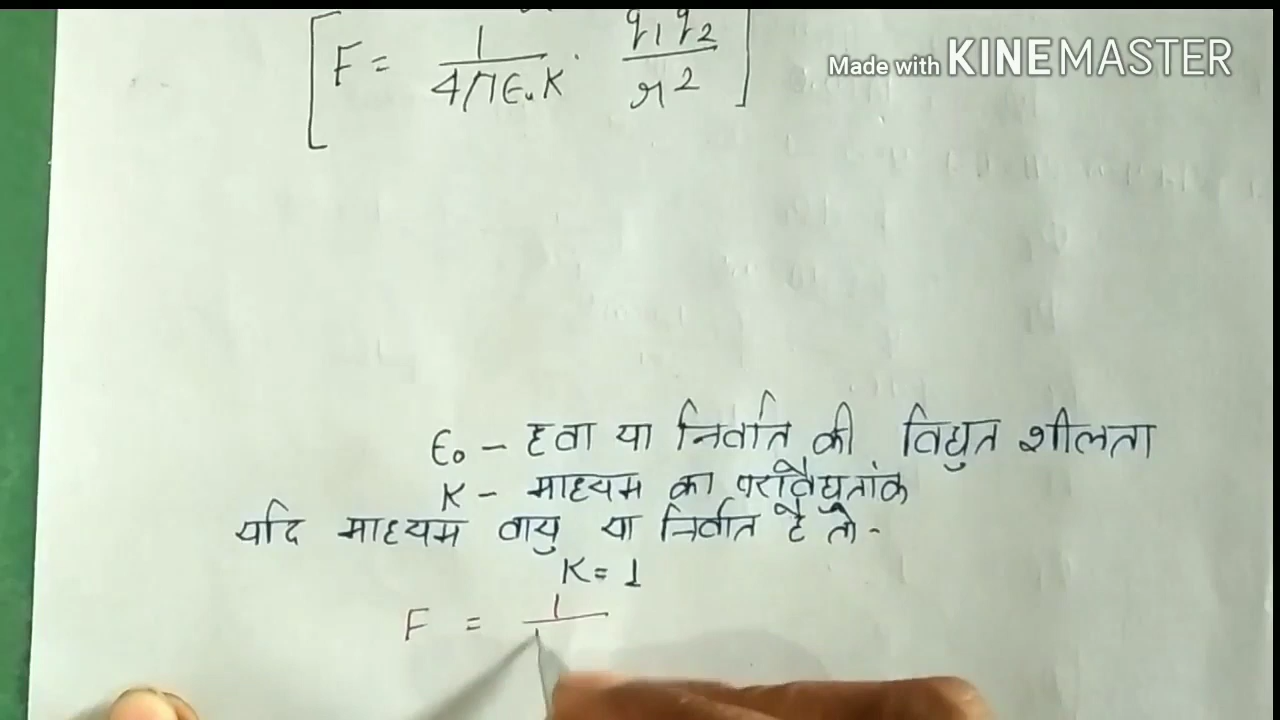 F = 1/4πε₀K . q₁q₂/r²
Made with KINEMASTER
ε₀ - हवा या निर्वात की विद्युत शीलता
K - माध्यम का परावैद्युतांक
यदि माध्यम वायु या निर्वात है तो -
K = 1
F = 1